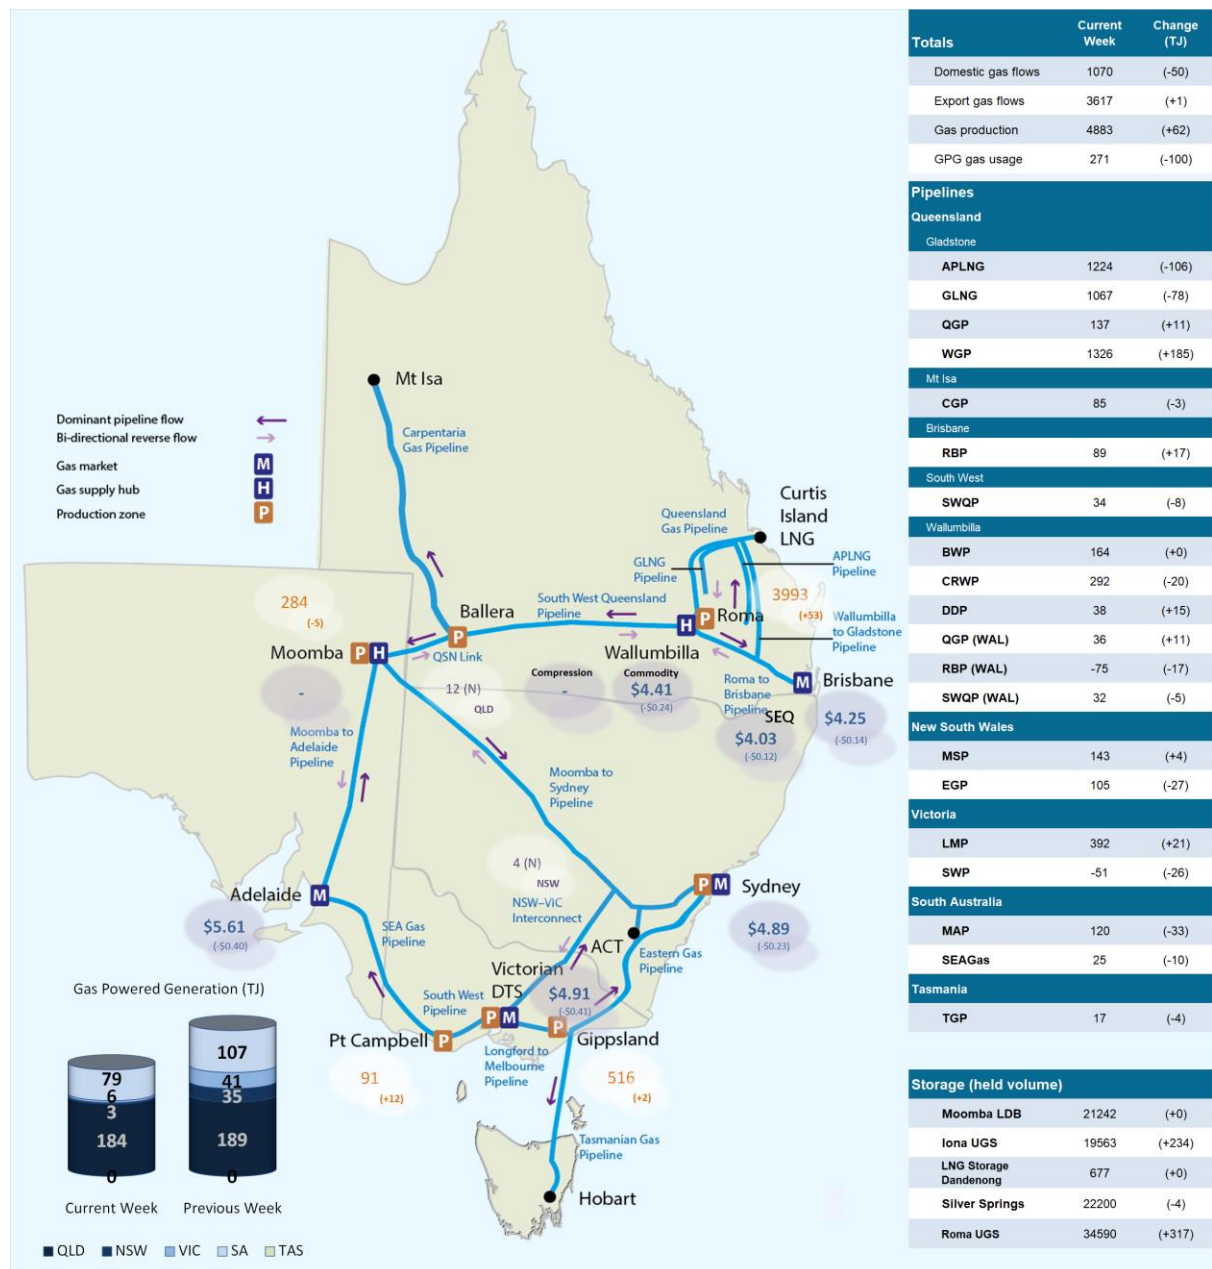 Mt Isa
Dominant pipeline flow
Bi-directional reverse flow
Gas market
M
Gas supply hub
H
Production zone
P
Carpentaria
Gas Pipeline
Curtis
Island
LNG
Queensland
Gas Pipeline
GLNG
Pipeline
APLNG
Pipeline
3993
(+53)
Wallumbilla
to Gladstone
Pipeline
284
(-5)
Ballera
P
South West Queensland
Pipeline
H
P
Roma
Moomba
P
H
QSN Link
Wallumbilla
-
12 (N)
QLD
Compression
-
Commodity
$4.41
(-$0.24)
Roma to
Brisbane
Pipeline
M
Brisbane
SEQ
$4.03
(-$0.12)
$4.25
(-$0.14)
Moomba to
Adelaide
Pipeline
Moomba to
Sydney
Pipeline
4 (N)
NSW
NSW–VIC
Interconnect
P
M
Sydney
$4.89
(-$0.23)
Adelaide
M
$5.61
(-$0.40)
SEA Gas
Pipeline
ACT
Eastern Gas
Pipeline
Victorian
DTS
$4.91
(-$0.41)
South West
Pipeline
P
M
Pt Campbell
P
P
Gippsland
Longford to
Melbourne
Pipeline
91
(+12)
516
(+2)
Tasmanian Gas
Pipeline
Hobart
Gas Powered Generation (TJ)
79
6
3
184
0
107
41
35
189
0
Current Week
Previous Week
QLD
NSW
VIC
SA
TAS
Totals
Current
Week
Change
(TJ)
Domestic gas flows 1070 (-50)
Export gas flows 3617 (+1)
Gas production 4883 (+62)
GPG gas usage 271 (-100)
Pipelines
Queensland
Gladstone
APLNG 1224 (-106)
GLNG 1067 (-78)
QGP 137 (+11)
WGP 1326 (+185)
Mt Isa
CGP 85 (-3)
Brisbane
RBP 89 (+17)
South West
SWQP 34 (-8)
Wallumbilla
BWP 164 (+0)
CRWP 292 (-20)
DDP 38 (+15)
QGP (WAL) 36 (+11)
RBP (WAL) -75 (-17)
SWQP (WAL) 32 (-5)
New South Wales
MSP 143 (+4)
EGP 105 (-27)
Victoria
LMP 392 (+21)
SWP -51 (-26)
South Australia
MAP 120 (-33)
SEAGas 25 (-10)
Tasmania
TGP 17 (-4)
Storage (held volume)
Moomba LDB 21242 (+0)
Iona UGS 19563 (+234)
LNG Storage
Dandenong 677 (+0)
Silver Springs 22200 (-4)
Roma UGS 34590 (+317)